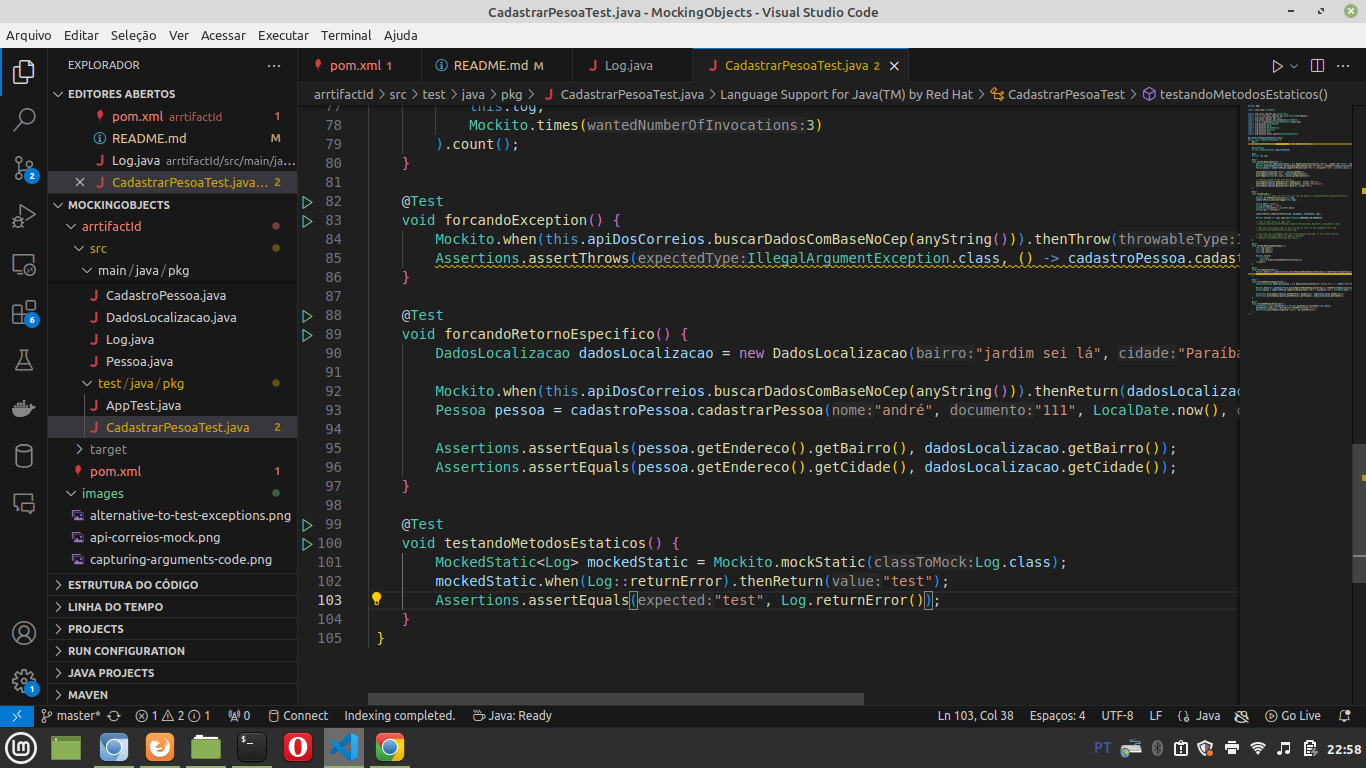 CadastrarPesoaTest.java - MockingObjects - Visual Studio Code
Arquivo Editar Seleção Ver Acessar Executar Terminal Ajuda
EXPLORADOR
EDITORES ABERTOS
pom.xml arrtifactId 1
README.md M
Log.java arrtifactId/src/main/ja...
CadastrarPesoaTest.java... 2
MOCKINGOBJECTS
arrtifactId
src
main / java / pkg
CadastroPessoa.java
DadosLocalizacao.java
Log.java
Pessoa.java
test / java / pkg
AppTest.java
CadastrarPesoaTest.java 2
target
pom.xml 1
images
alternative-to-test-exceptions.png
api-correios-mock.png
capturing-arguments-code.png
ESTRUTURA DO CÓDIGO
LINHA DO TEMPO
PROJECTS
RUN CONFIGURATION
JAVA PROJECTS
MAVEN
2
6
1
pom.xml 1 README.md M Log.java CadastrarPesoaTest.java 2
arrtifactId > src > test > java > pkg > CadastrarPesoaTest.java > Language Support for Java(TM) by Red Hat > CadastrarPesoaTest > testandoMetodosEstaticos()
77 this.log,
78 Mockito.times(wantedNumberOfInvocations:3)
79 ).count();
80 }
81
82 @Test
83 void forcandoException() {
84 Mockito.when(this.apiDosCorreios.buscarDadosComBaseNoCep(anyString())).thenThrow(throwableType:
85 Assertions.assertThrows(expectedType:IllegalArgumentException.class, () -> cadastroPessoa.cadast
86 }
87
88 @Test
89 void forcandoRetornoEspecifico() {
90 DadosLocalizacao dadosLocalizacao = new DadosLocalizacao(bairro:"jardim sei lá", cidade:"Paraíba
91
92 Mockito.when(this.apiDosCorreios.buscarDadosComBaseNoCep(anyString())).thenReturn(dadosLocalizac
93 Pessoa pessoa = cadastroPessoa.cadastrarPessoa(nome:"andré", documento:"111", LocalDate.now(),
94
95 Assertions.assertEquals(pessoa.getEndereco().getBairro(), dadosLocalizacao.getBairro());
96 Assertions.assertEquals(pessoa.getEndereco().getCidade(), dadosLocalizacao.getCidade());
97 }
98
99 @Test
100 void testandoMetodosEstaticos() {
101 MockedStatic<Log> mockedStatic = Mockito.mockStatic(classToMock:Log.class);
102 mockedStatic.when(Log::returnError).thenReturn(value:"test");
103 Assertions.assertEquals(expected:"test", Log.returnError());
104 }
105 }
master* 1 2 1 0 Connect Indexing completed. Java: Ready Ln 103, Col 38 Espaços: 4 UTF-8 LF {} Java Go Live
PT 22:58